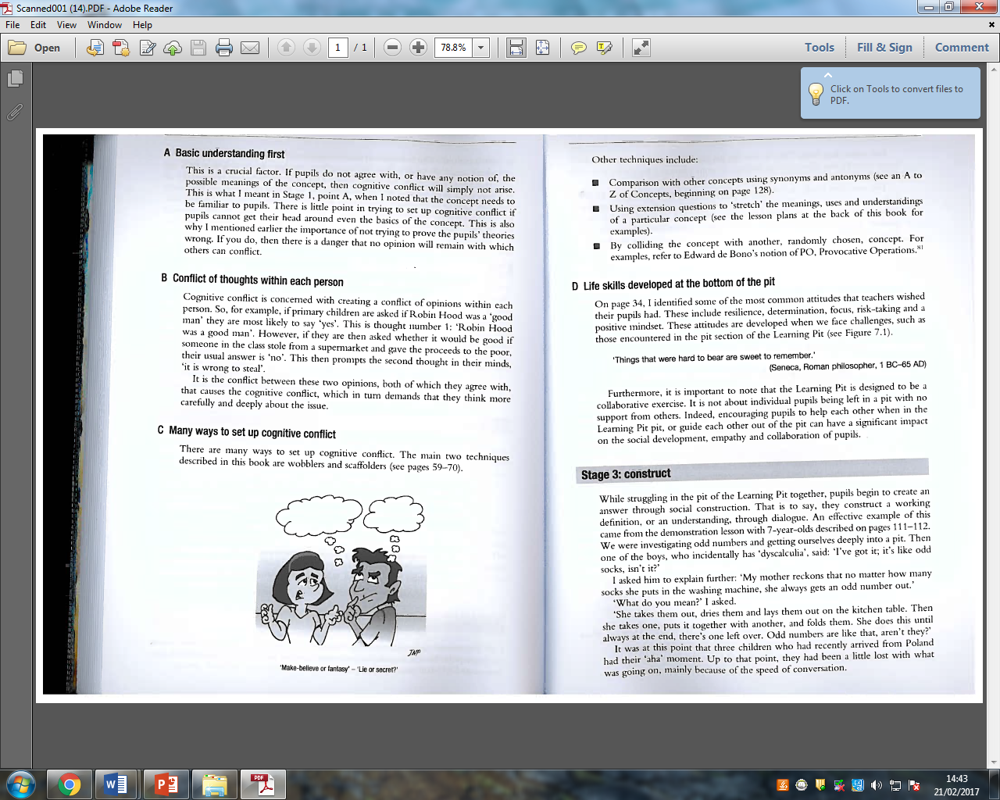 Scanned001 (14).PDF - Adobe Reader
File Edit View Window Help
Open
1 / 1
78.8%
Tools
Fill & Sign
Comment
Click on Tools to convert files to
PDF.
A Basic understanding first
This is a crucial factor. If pupils do not agree with, or have any notion of, the
possible meanings of the concept, then cognitive conflict will simply not arise.
This is what I meant in Stage 1, point A, when I noted that the concept needs to
be familiar to pupils. There is little point in trying to set up cognitive conflict if
pupils cannot get their head around even the basics of the concept. This is also
why I mentioned earlier the importance of not trying to prove the pupils' theories
wrong. If you do, then there is a danger that no opinion will remain with which
others can conflict.
B Conflict of thoughts within each person
Cognitive conflict is concerned with creating a conflict of opinions within each
person. So, for example, if primary children are asked if Robin Hood was a 'good
man' they are most likely to say 'yes'. This is thought number 1: 'Robin Hood
was a good man'. However, if they are then asked whether it would be good if
someone in the class stole from a supermarket and gave the proceeds to the poor,
their usual answer is 'no'. This then prompts the second thought in their minds,
'it is wrong to steal'.
It is the conflict between these two opinions, both of which they agree with,
that causes the cognitive conflict, which in turn demands that they think more
carefully and deeply about the issue.
C Many ways to set up cognitive conflict
There are many ways to set up cognitive conflict. The main two techniques
described in this book are wobblers and scaffolders (see pages 59–70).
JWP
'Make-believe or fantasy' – 'Lie or secret?'
Other techniques include:
■ Comparison with other concepts using synonyms and antonyms (see an A to
Z of Concepts, beginning on page 128).
■ Using extension questions to 'stretch' the meanings, uses and understandings
of a particular concept (see the lesson plans at the back of this book for
examples).
■ By colliding the concept with another, randomly chosen, concept. For
examples, refer to Edward de Bono's notion of PO, Provocative Operations.81
D Life skills developed at the bottom of the pit
On page 34, I identified some of the most common attitudes that teachers wished
their pupils had. These include resilience, determination, focus, risk-taking and a
positive mindset. These attitudes are developed when we face challenges, such as
those encountered in the pit section of the Learning Pit (see Figure 7.1).
'Things that were hard to bear are sweet to remember.'
(Seneca, Roman philosopher, 1 BC–65 AD)
Furthermore, it is important to note that the Learning Pit is designed to be a
collaborative exercise. It is not about individual pupils being left in a pit with no
support from others. Indeed, encouraging pupils to help each other when in the
Learning Pit pit, or guide each other out of the pit can have a significant impact
on the social development, empathy and collaboration of pupils.
Stage 3: construct
While struggling in the pit of the Learning Pit together, pupils begin to create an
answer through social construction. That is to say, they construct a working
definition, or an understanding, through dialogue. An effective example of this
came from the demonstration lesson with 7-year-olds described on pages 111–112.
We were investigating odd numbers and getting ourselves deeply into a pit. Then
one of the boys, who incidentally has 'dyscalculia', said: 'I've got it; it's like odd
socks, isn't it?'
I asked him to explain further: 'My mother reckons that no matter how many
socks she puts in the washing machine, she always gets an odd number out.'
'What do you mean?' I asked.
'She takes them out, dries them and lays them out on the kitchen table. Then
she takes one, puts it together with another, and folds them. She does this until
always at the end, there's one left over. Odd numbers are like that, aren't they?'
It was at this point that three children who had recently arrived from Poland
had their 'aha' moment. Up to that point, they had been a little lost with what
was going on, mainly because of the speed of conversation.
14:43
21/02/2017